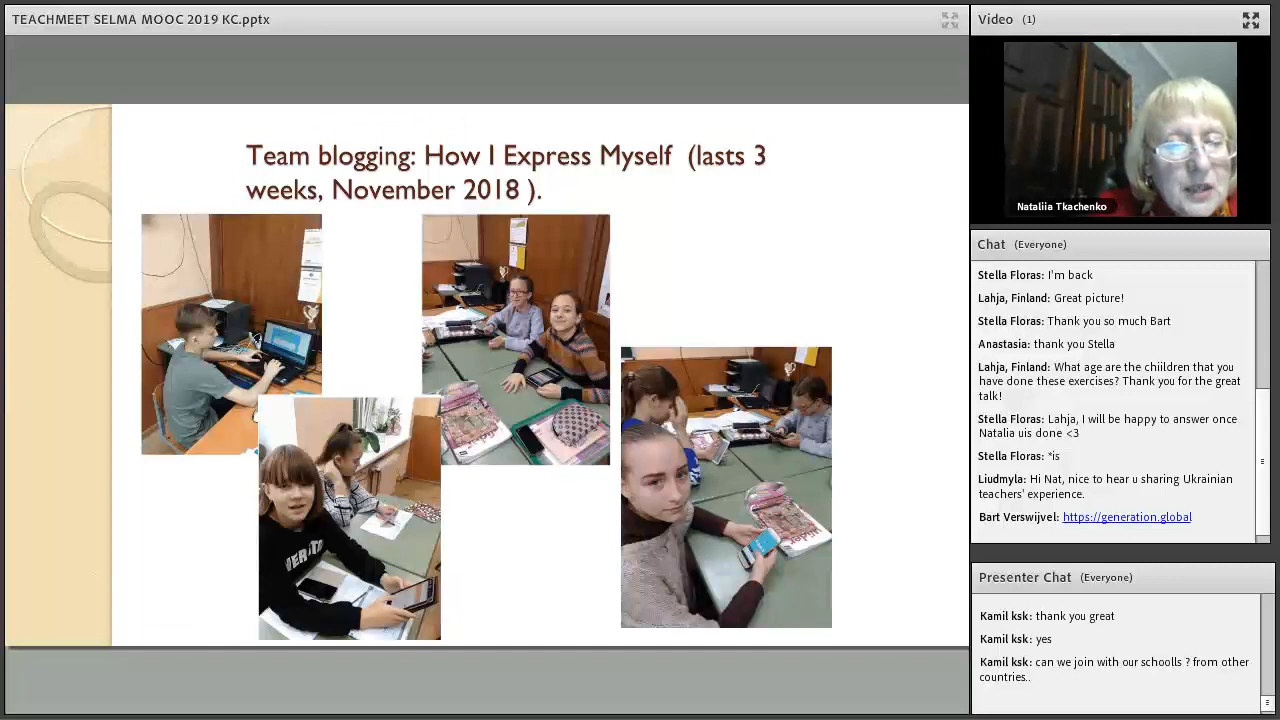 TEACHMEET SELMA MOOC 2019 KC.pptx
Team blogging: How I Express Myself (lasts 3
weeks, November 2018 ).
Video (1)
Nataliia Tkachenko
Chat (Everyone)
Stella Floras: I'm back
Lahja, Finland: Great picture!
Stella Floras: Thank you so much Bart
Anastasia: thank you Stella
Lahja, Finland: What age are the chiildren that you
have done these exercises? Thank you for the great
talk!
Stella Floras: Lahja, I will be happy to answer once
Natalia uis done <3
Stella Floras: *is
Liudmyla: Hi Nat, nice to hear u sharing Ukrainian
teachers' experience.
Bart Verswijvel: https://generation.global
Presenter Chat (Everyone)
Kamil ksk: thank you great
Kamil ksk: yes
Kamil ksk: can we join with our schoolls ? from other
countries..